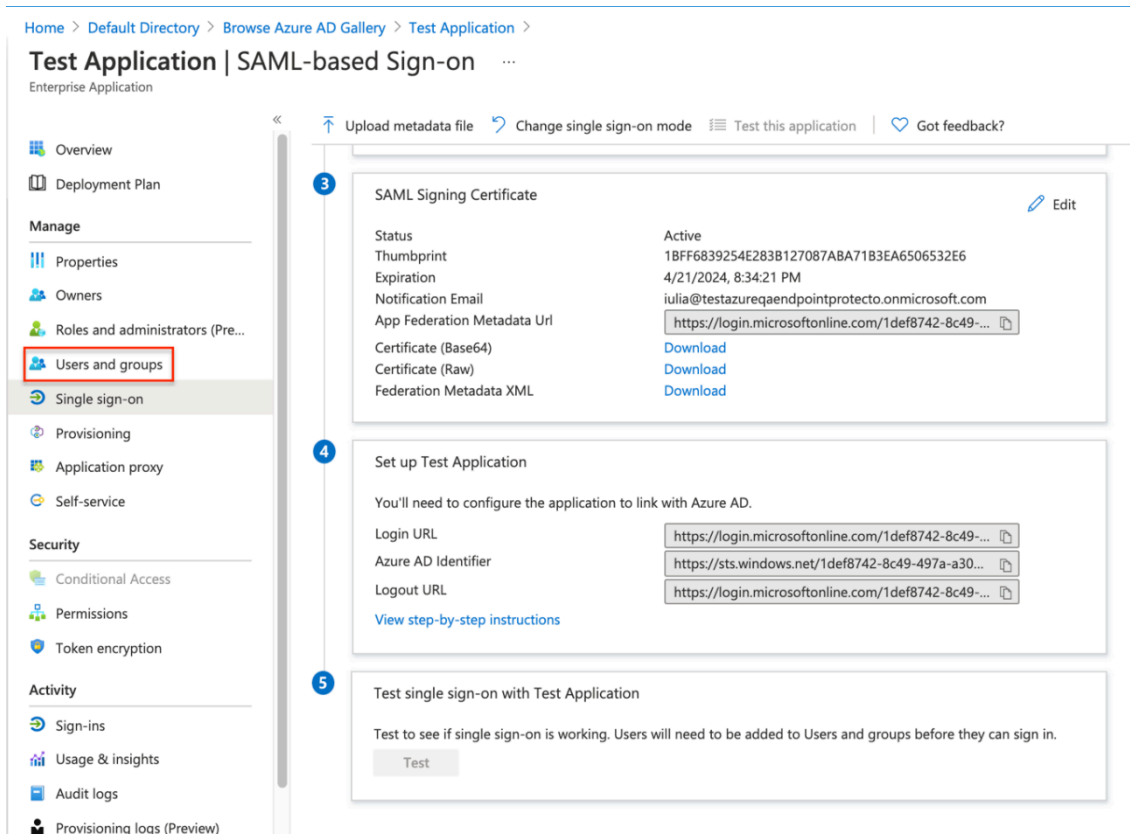 Home > Default Directory > Browse Azure AD Gallery > Test Application >
Test Application | SAML-based Sign-on ...
Enterprise Application
«
Upload metadata file Change single sign-on mode Test this application Got feedback?
Overview
Deployment Plan
Manage
Properties
Owners
Roles and administrators (Pre...
Users and groups
Single sign-on
Provisioning
Application proxy
Self-service
Security
Conditional Access
Permissions
Token encryption
Activity
Sign-ins
Usage & insights
Audit logs
Provisioning logs (Preview)
3
SAML Signing Certificate
Edit
Status Active
Thumbprint 1BFF6839254E283B127087ABA71B3EA6506532E6
Expiration 4/21/2024, 8:34:21 PM
Notification Email iulia@testazureqaendpointprotecto.onmicrosoft.com
App Federation Metadata Url https://login.microsoftonline.com/1def8742-8c49-...
Certificate (Base64) Download
Certificate (Raw) Download
Federation Metadata XML Download
4
Set up Test Application
You'll need to configure the application to link with Azure AD.
Login URL https://login.microsoftonline.com/1def8742-8c49-...
Azure AD Identifier https://sts.windows.net/1def8742-8c49-497a-a30...
Logout URL https://login.microsoftonline.com/1def8742-8c49-...
View step-by-step instructions
5
Test single sign-on with Test Application
Test to see if single sign-on is working. Users will need to be added to Users and groups before they can sign in.
Test